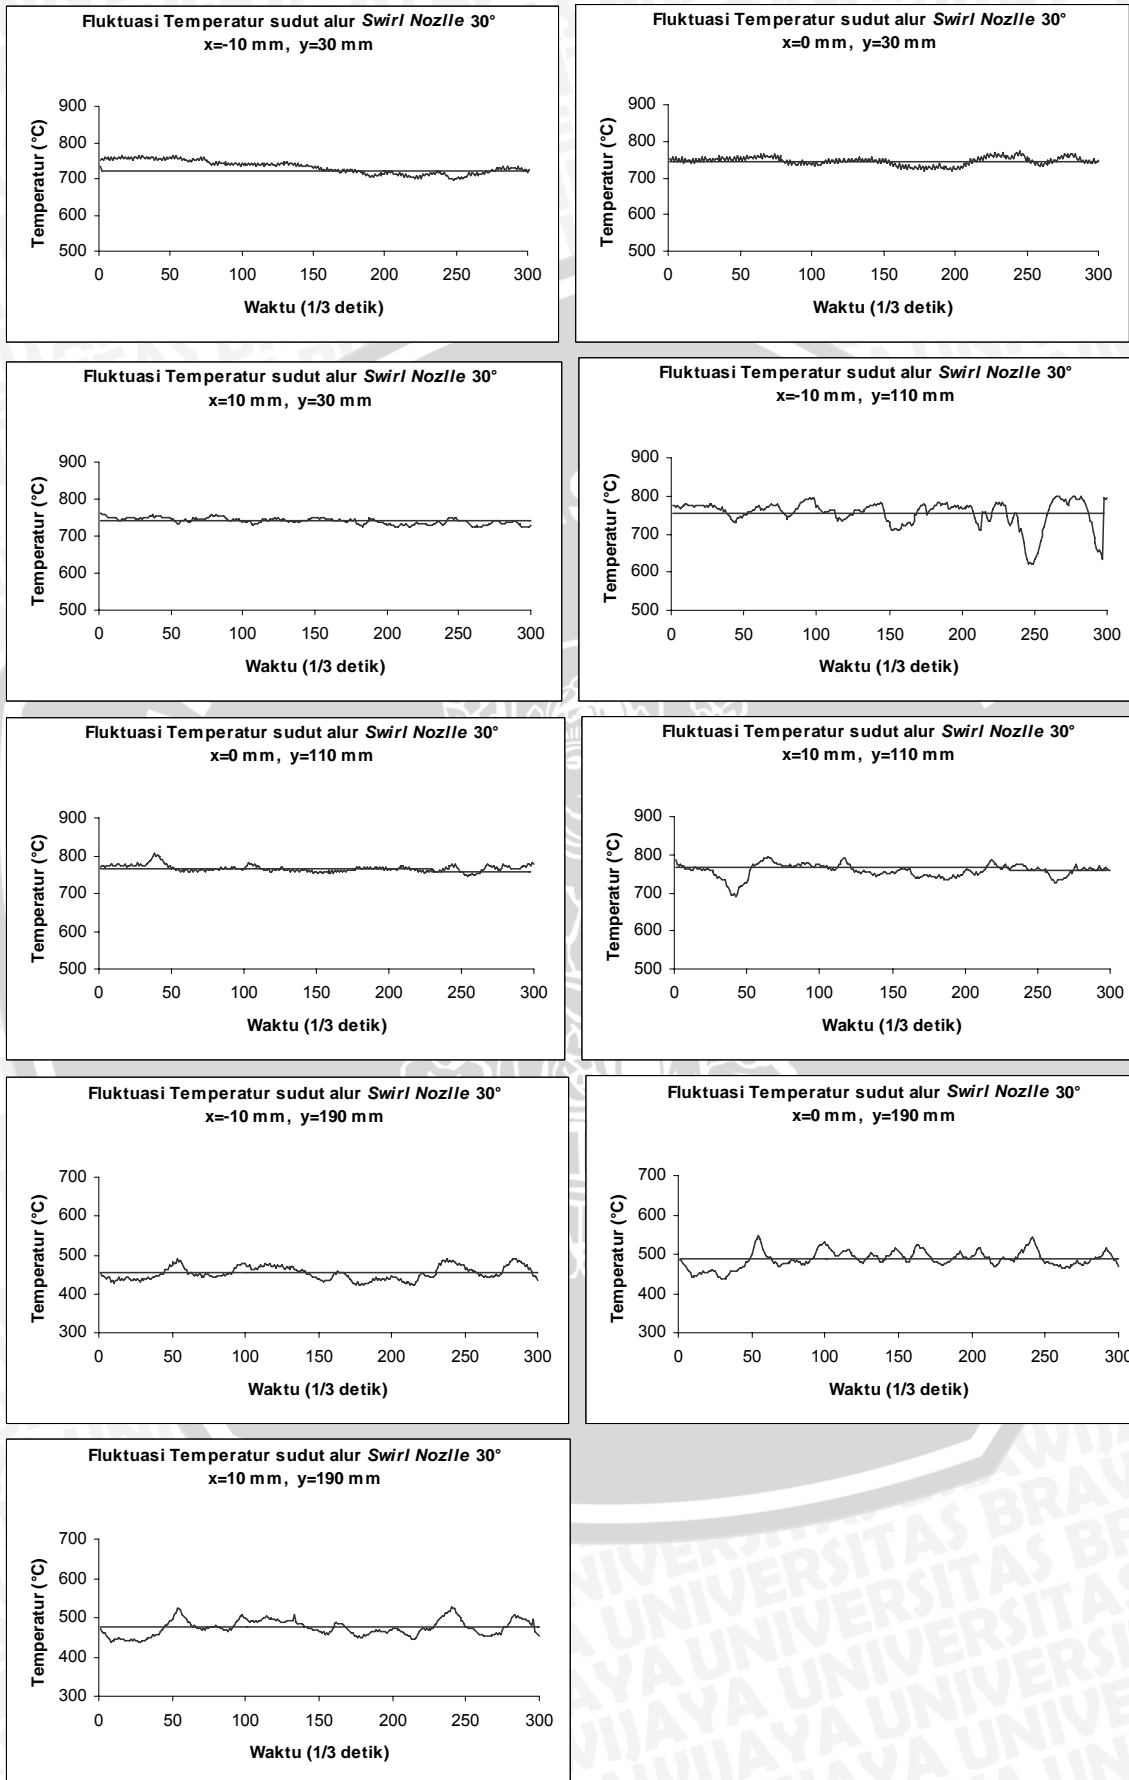 Fluktuasi Temperatur sudut alur Swirl Nozlle 30°
x=-10 mm, y=30 mm
Temperatur (°C)
900
800
700
600
500
0 50 100 150 200 250 300
Waktu (1/3 detik)
Fluktuasi Temperatur sudut alur Swirl Nozlle 30°
x=0 mm, y=30 mm
Temperatur (°C)
900
800
700
600
500
0 50 100 150 200 250 300
Waktu (1/3 detik)
Fluktuasi Temperatur sudut alur Swirl Nozlle 30°
x=10 mm, y=30 mm
Temperatur (°C)
900
800
700
600
500
0 50 100 150 200 250 300
Waktu (1/3 detik)
Fluktuasi Temperatur sudut alur Swirl Nozlle 30°
x=-10 mm, y=110 mm
Temperatur (°C)
900
800
700
600
500
0 50 100 150 200 250 300
Waktu (1/3 detik)
Fluktuasi Temperatur sudut alur Swirl Nozlle 30°
x=0 mm, y=110 mm
Temperatur (°C)
900
800
700
600
500
0 50 100 150 200 250 300
Waktu (1/3 detik)
Fluktuasi Temperatur sudut alur Swirl Nozlle 30°
x=10 mm, y=110 mm
Temperatur (°C)
900
800
700
600
500
0 50 100 150 200 250 300
Waktu (1/3 detik)
Fluktuasi Temperatur sudut alur Swirl Nozlle 30°
x=-10 mm, y=190 mm
Temperatur (°C)
700
600
500
400
300
0 50 100 150 200 250 300
Waktu (1/3 detik)
Fluktuasi Temperatur sudut alur Swirl Nozlle 30°
x=0 mm, y=190 mm
Temperatur (°C)
700
600
500
400
300
0 50 100 150 200 250 300
Waktu (1/3 detik)
Fluktuasi Temperatur sudut alur Swirl Nozlle 30°
x=10 mm, y=190 mm
Temperatur (°C)
700
600
500
400
300
0 50 100 150 200 250 300
Waktu (1/3 detik)